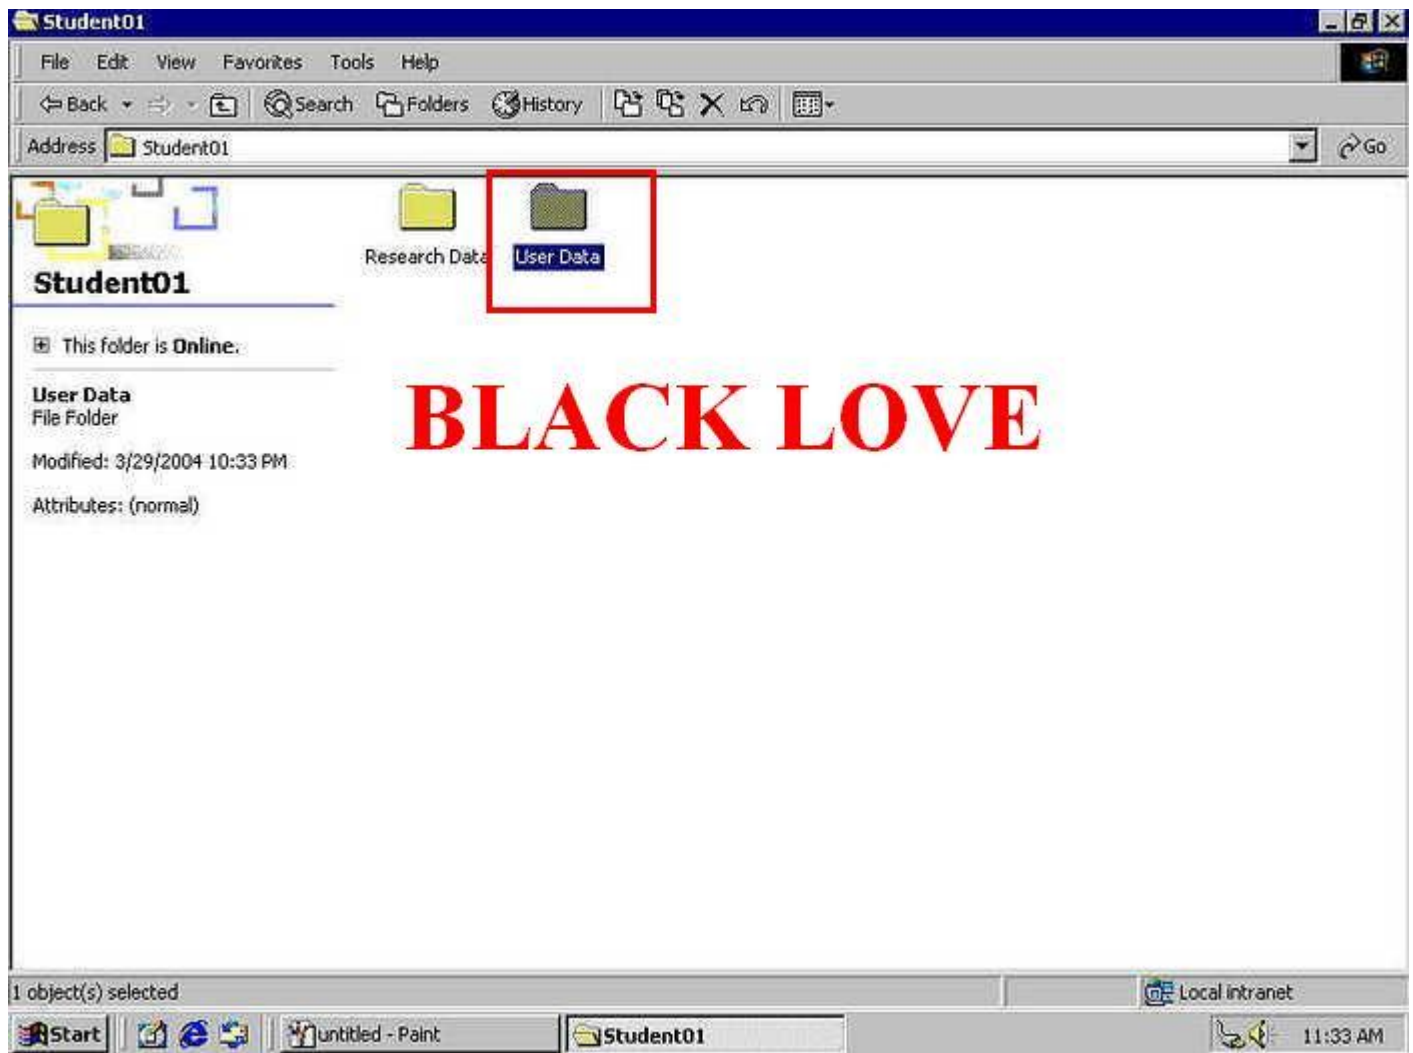 Student01
File Edit View Favorites Tools Help
Back Search Folders History
Address Student01 Go
Research Data User Data
Student01
This folder is Online.
User Data
File Folder
Modified: 3/29/2004 10:33 PM
Attributes: (normal)
BLACK LOVE
1 object(s) selected Local intranet
Start untitled - Paint Student01 11:33 AM